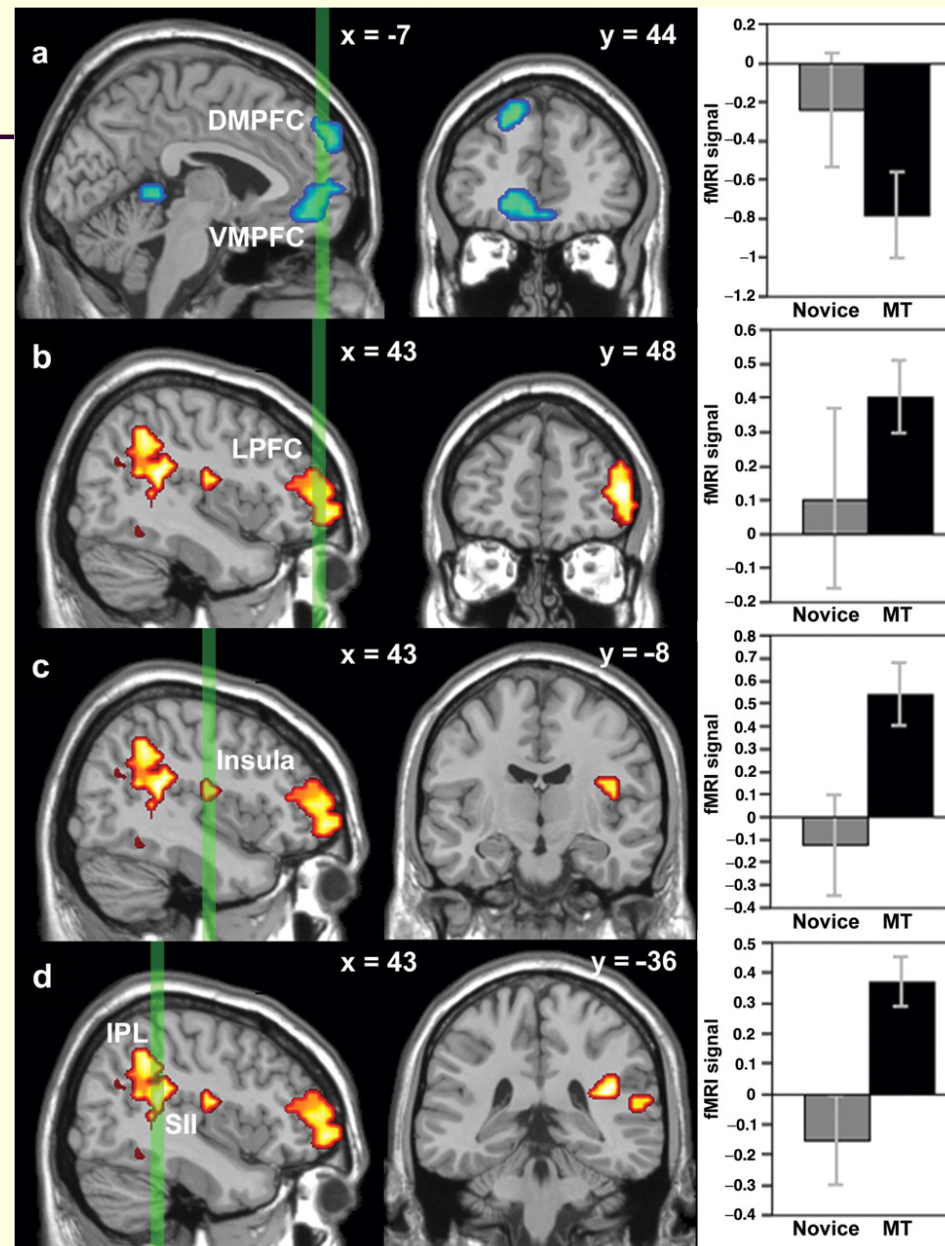 a
x = -7
y = 44
DMPFC
VMPFC
fMRI signal
0.2
0
−0.2
−0.4
−0.6
−0.8
−1
−1.2
Novice MT
b
x = 43
y = 48
LPFC
fMRI signal
0.6
0.5
0.4
0.3
0.2
0.1
0
−0.1
−0.2
Novice MT
c
x = 43
y = -8
Insula
fMRI signal
0.8
0.7
0.6
0.5
0.4
0.3
0.2
0.1
0
−0.1
−0.2
−0.3
−0.4
Novice MT
d
x = 43
y = -36
IPL
SII
fMRI signal
0.5
0.4
0.3
0.2
0.1
0
−0.1
−0.2
−0.3
−0.4
Novice MT